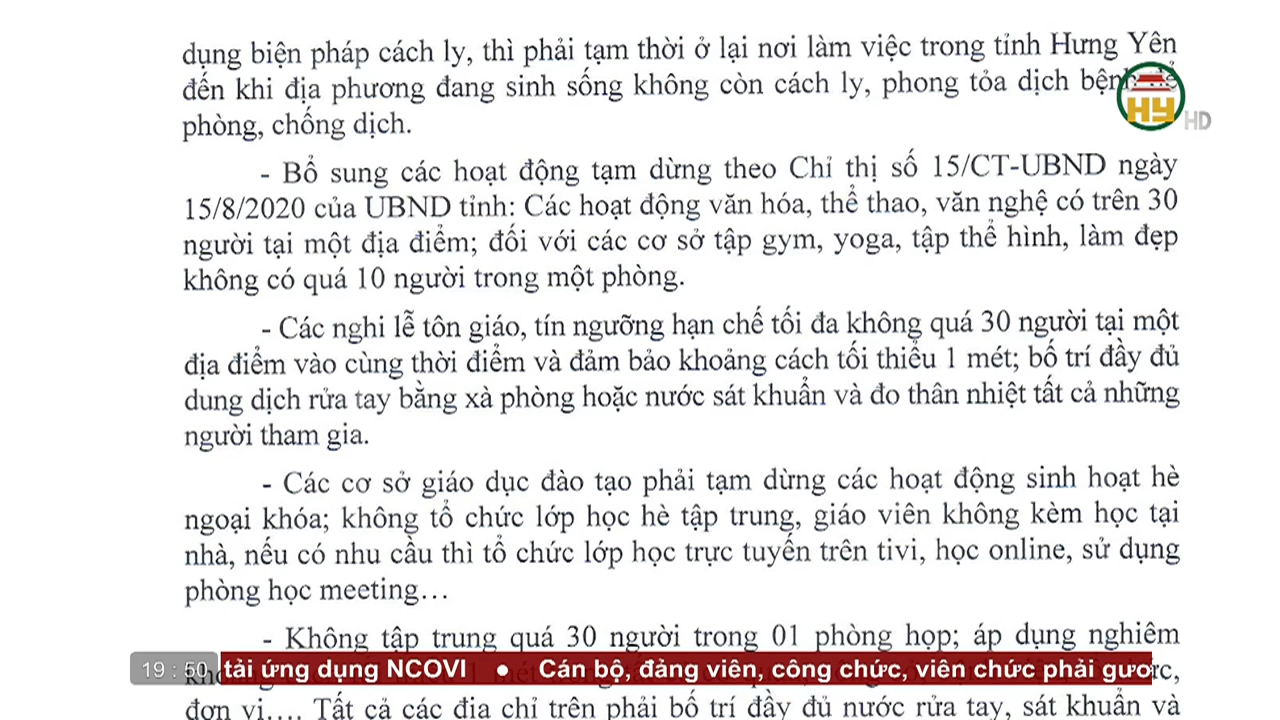 dụng biện pháp cách ly, thì phải tạm thời ở lại nơi làm việc trong tỉnh Hưng Yên
đến khi địa phương đang sinh sống không còn cách ly, phong tỏa dịch bệnh để
phòng, chống dịch.
HY HD
- Bổ sung các hoạt động tạm dừng theo Chỉ thị số 15/CT-UBND ngày
15/8/2020 của UBND tỉnh: Các hoạt động văn hóa, thể thao, văn nghệ có trên 30
người tại một địa điểm; đối với các cơ sở tập gym, yoga, tập thể hình, làm đẹp
không có quá 10 người trong một phòng.
- Các nghi lễ tôn giáo, tín ngưỡng hạn chế tối đa không quá 30 người tại một
địa điểm vào cùng thời điểm và đảm bảo khoảng cách tối thiểu 1 mét; bố trí đầy đủ
dung dịch rửa tay bằng xà phòng hoặc nước sát khuẩn và đo thân nhiệt tất cả những
người tham gia.
- Các cơ sở giáo dục đào tạo phải tạm dừng các hoạt động sinh hoạt hè
ngoại khóa; không tổ chức lớp học hè tập trung, giáo viên không kèm học tại
nhà, nếu có nhu cầu thì tổ chức lớp học trực tuyến trên tivi, học online, sử dụng
phòng học meeting…
- Không tập trung quá 30 người trong 01 phòng họp; áp dụng nghiêm
19 : 50 tải ứng dụng NCOVI ● Cán bộ, đảng viên, công chức, viên chức phải gươ
đơn vị…. Tất cả các địa chỉ trên phải bố trí đầy đủ nước rửa tay, sát khuẩn và